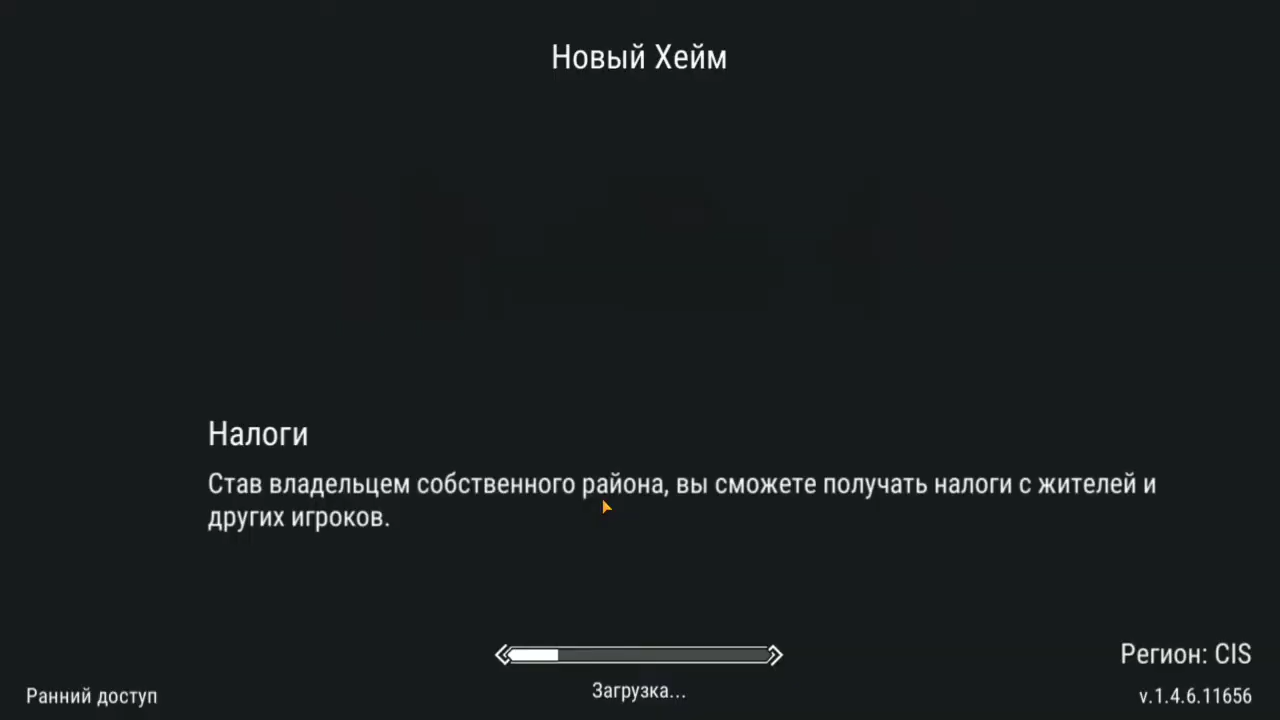 Новый Хейм
Налоги
Став владельцем собственного района, вы сможете получать налоги с жителей и
других игроков.
Загрузка...
Ранний доступ
Регион: CIS
v.1.4.6.11656